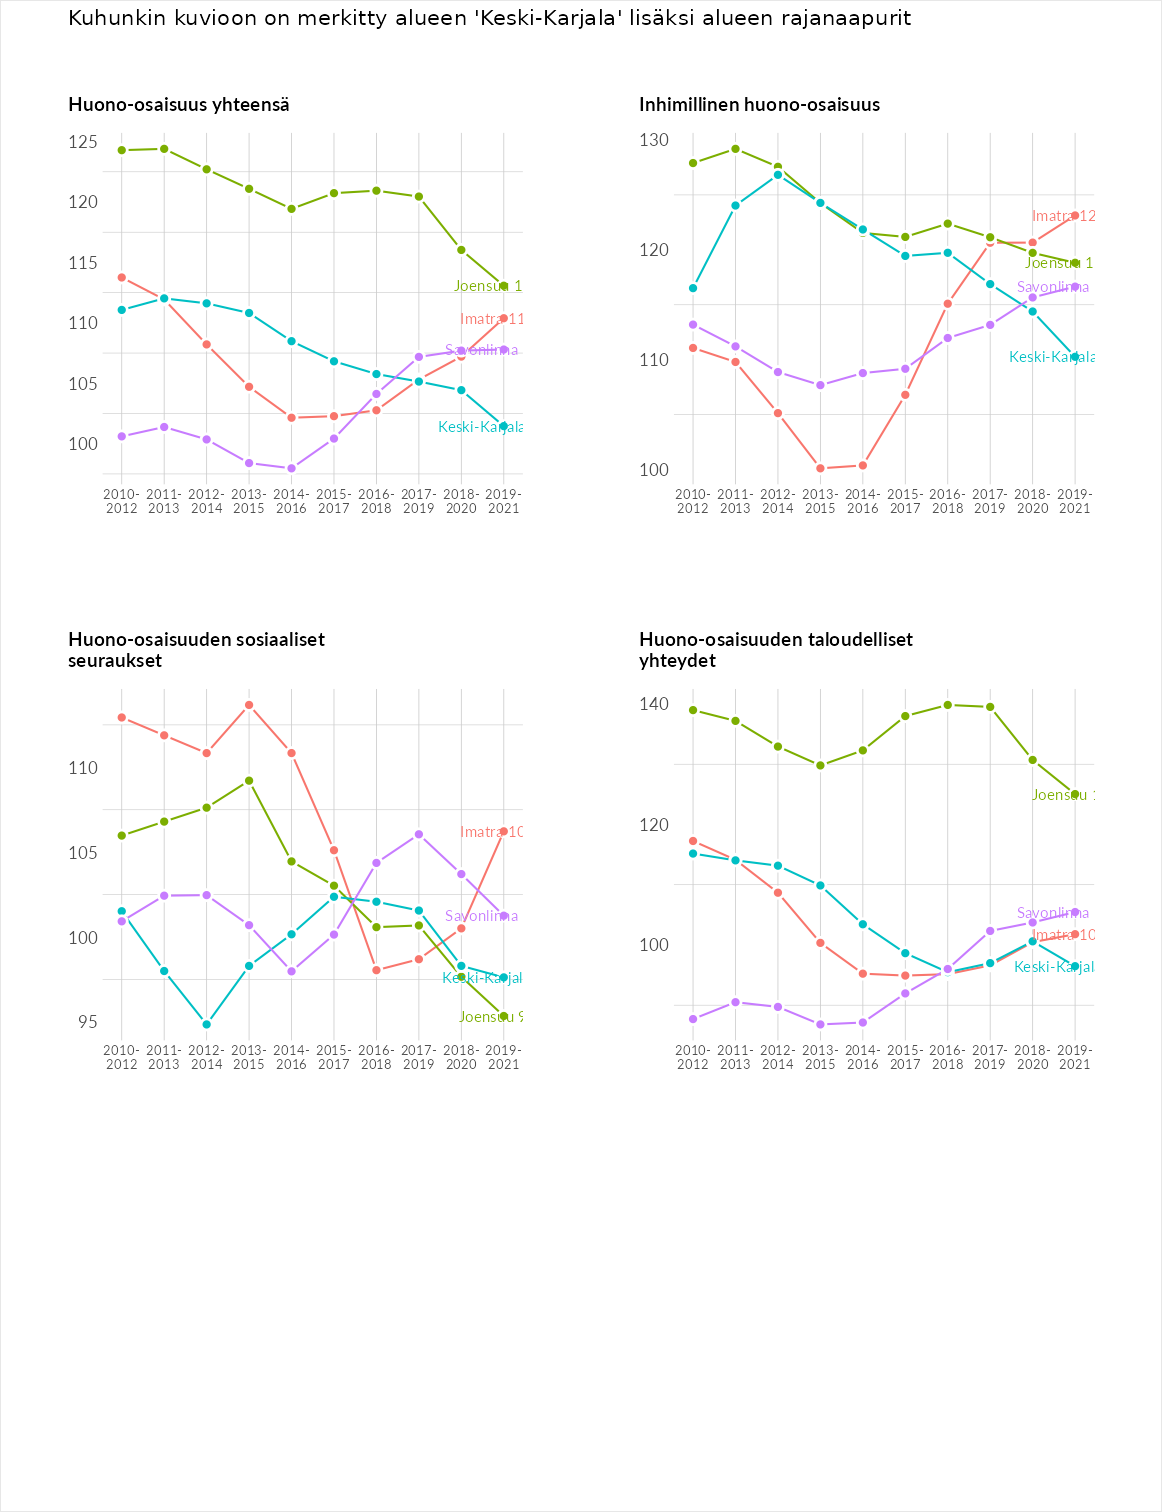 Kuhunkin kuvioon on merkitty alueen 'Keski-Karjala' lisäksi alueen rajanaapurit
Huono-osaisuus yhteensä
125
120
115
110
105
100
Joensuu 1
Imatra 11
Savonlinna
Keski-Karjala
2010-2012 2011-2013 2012-2014 2013-2015 2014-2016 2015-2017 2016-2018 2017-2019 2018-2020 2019-2021
Inhimillinen huono-osaisuus
130
120
110
100
Imatra 12
Joensuu 1
Savonlinna
Keski-Karjala
2010-2012 2011-2013 2012-2014 2013-2015 2014-2016 2015-2017 2016-2018 2017-2019 2018-2020 2019-2021
Huono-osaisuuden sosiaaliset
seuraukset
110
105
100
95
Imatra 10
Savonlinna
Keski-Karjal
Joensuu 9
2010-2012 2011-2013 2012-2014 2013-2015 2014-2016 2015-2017 2016-2018 2017-2019 2018-2020 2019-2021
Huono-osaisuuden taloudelliset
yhteydet
140
120
100
Joensuu 1
Savonlinna
Imatra 10
Keski-Karjal
2010-2012 2011-2013 2012-2014 2013-2015 2014-2016 2015-2017 2016-2018 2017-2019 2018-2020 2019-2021